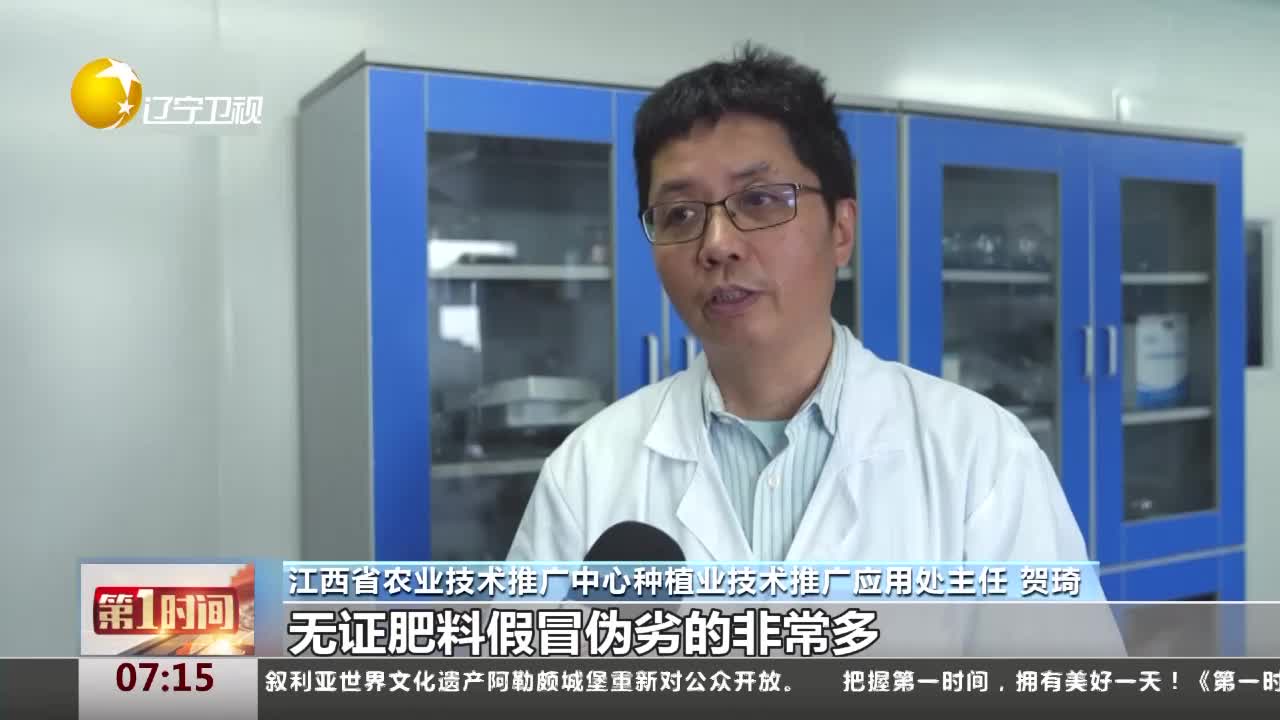 辽宁卫视
江西省农业技术推广中心种植业技术推广应用处主任 贺琦
第1时间
无证肥料假冒伪劣的非常多
07:15
叙利亚世界文化遗产阿勒颇城堡重新对公众开放。 把握第一时间，拥有美好一天！《第一时